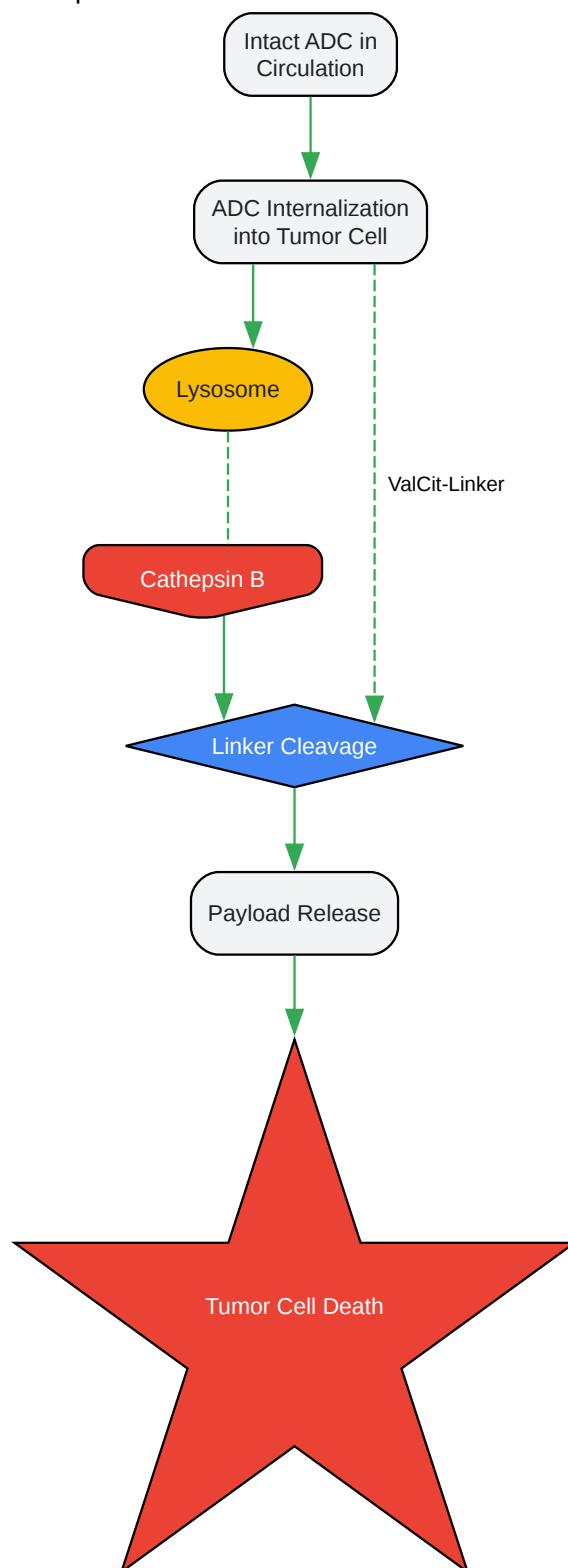 Intact ADC in
Circulation
ADC Internalization
into Tumor Cell
Lysosome
ValCit-Linker
Cathepsin B
Linker Cleavage
Payload Release
Tumor Cell Death